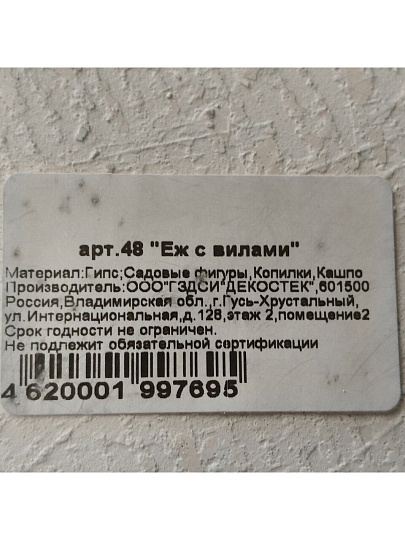 арт.48 "Еж с вилами"
Материал:Гипс;Садовые фигуры,Копилки,Кашпо
Производитель:ООО"ГЗДСИ"ДЕКОСТЕК",601500
Россия,Владимирская обл.,г.Гусь-Хрустальный,
ул.Интернациональная,д.128,этаж 2,помещение2
Срок годности не ограничен.
Не подлежит обязательной сертификации
4 620001 997695